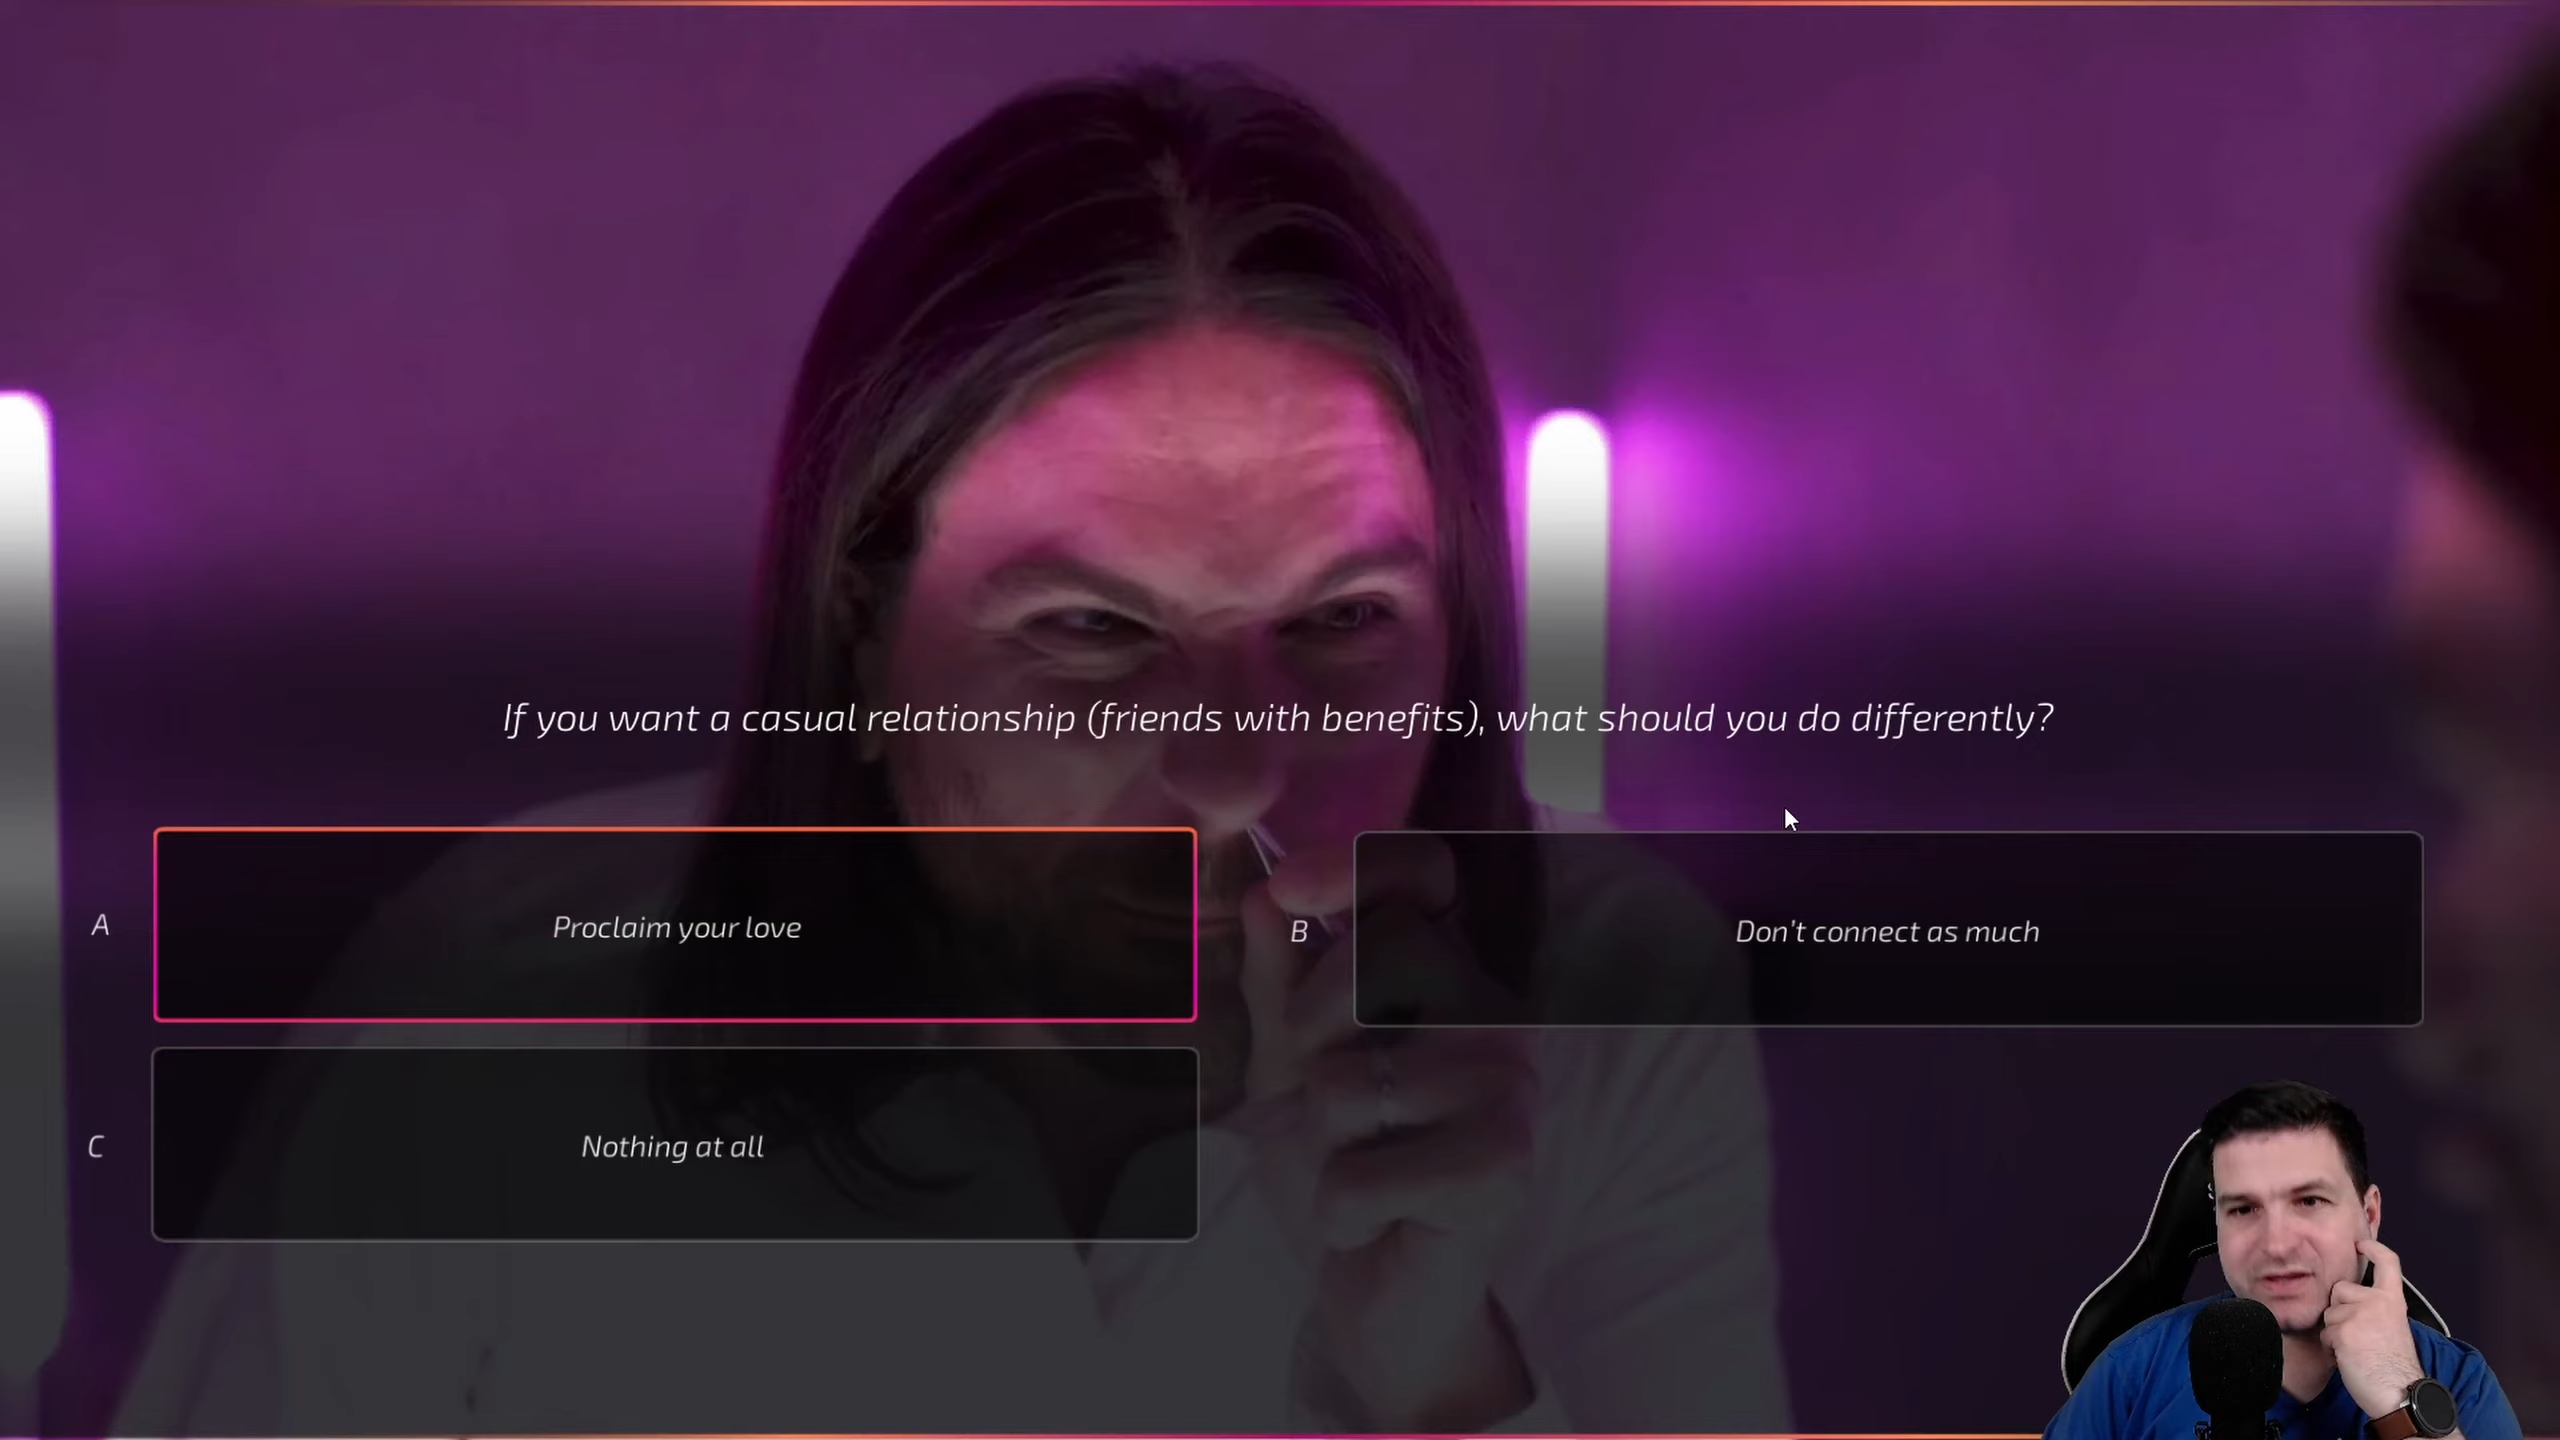 If you want a casual relationship (friends with benefits), what should you do differently?
A
Proclaim your love
B
Don't connect as much
C
Nothing at all